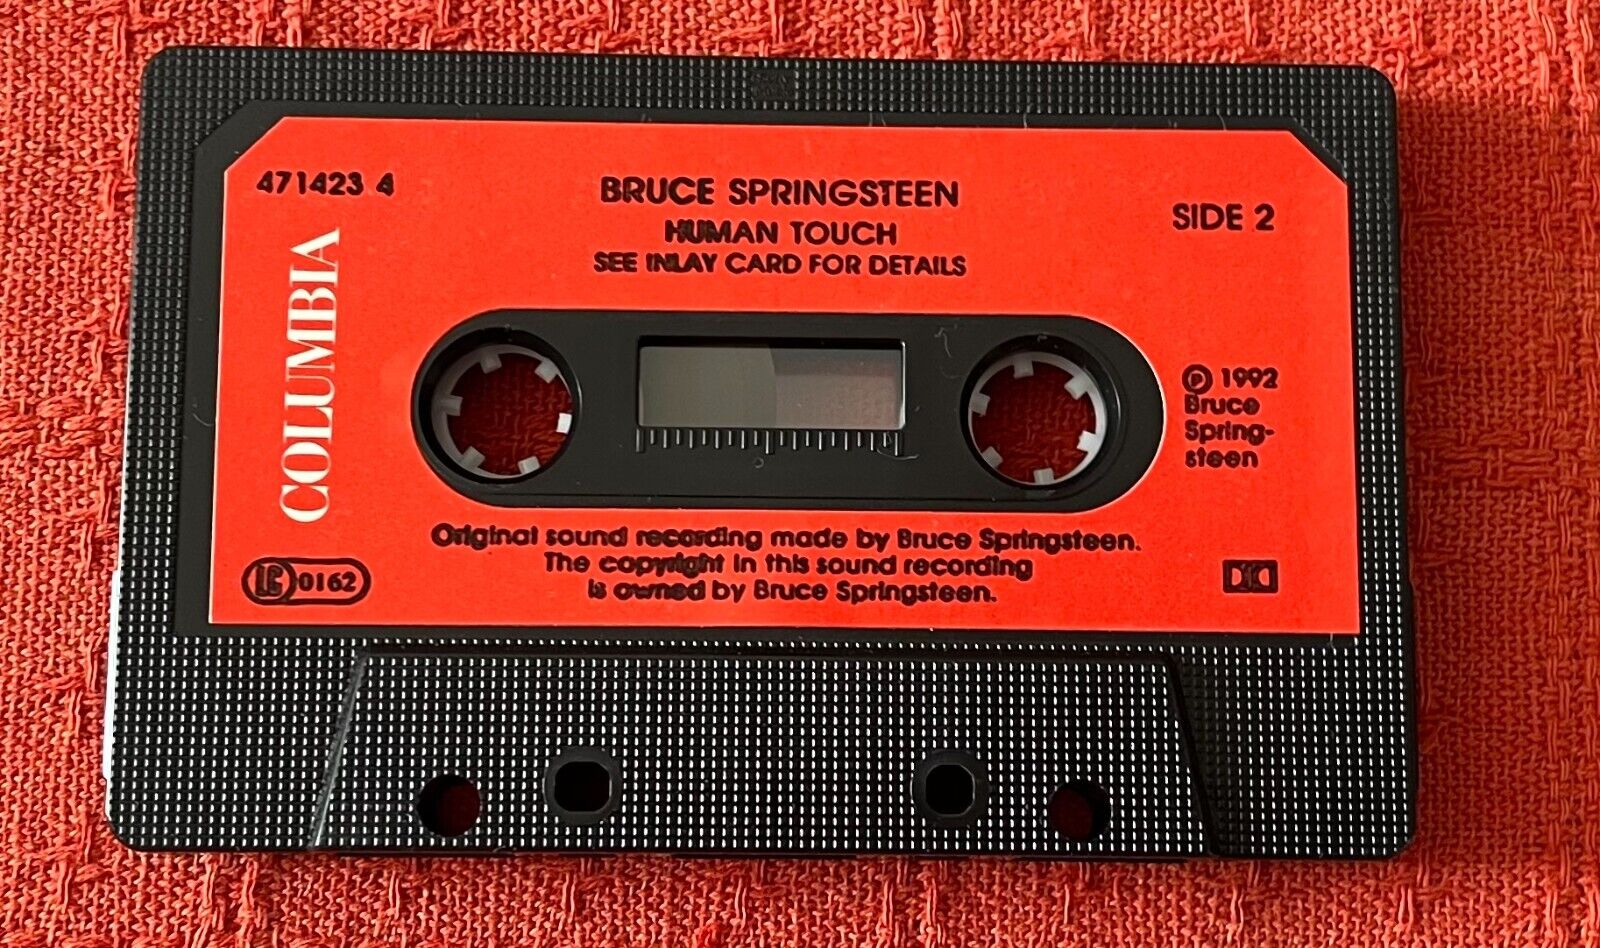 471423 4
BRUCE SPRINGSTEEN
HUMAN TOUCH
SEE INLAY CARD FOR DETAILS
SIDE 2
COLUMBIA
℗ 1992
Bruce
Spring-
steen
Original sound recording made by Bruce Springsteen.
The copyright in this sound recording
is owned by Bruce Springsteen.
LC 0162